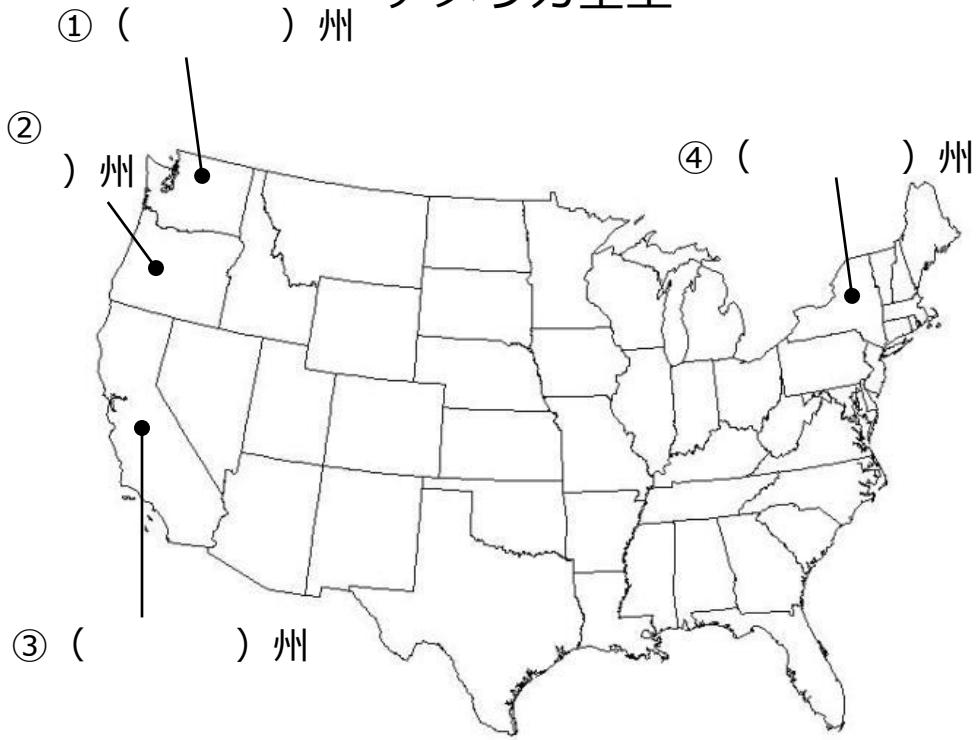 ① (　　　) 州
②
) 州
④ (　　　) 州
③ (　　　) 州